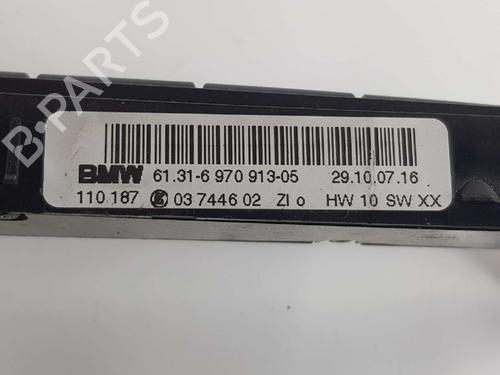 B-PARTS
BMW 61.31-6 970 913-05 29.10.07.16
110.187 03 7446 02 ZI o HW 10 SW XX